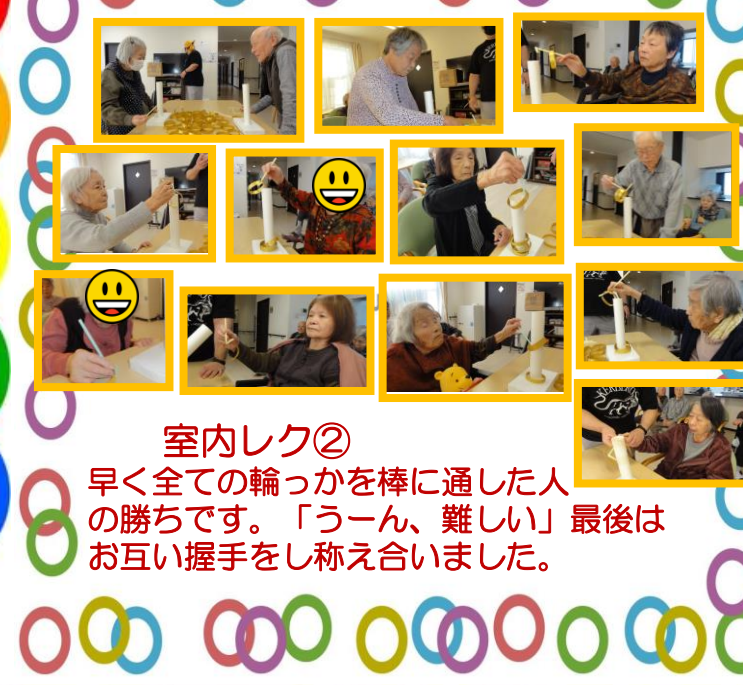 室内レク②
早く全ての輪っかを棒に通した人
の勝ちです。「うーん、難しい」最後は
お互い握手をし称え合いました。